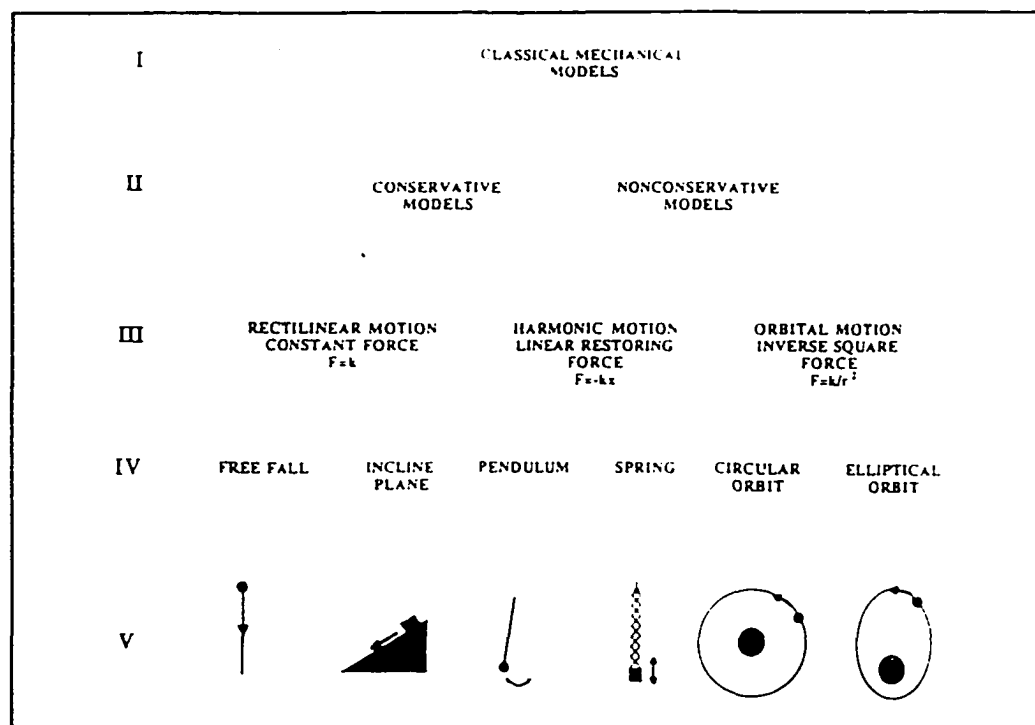 I
CLASSICAL MECHANICAL
MODELS
II
CONSERVATIVE
MODELS
NONCONSERVATIVE
MODELS
III
RECTILINEAR MOTION
CONSTANT FORCE
F=k
HARMONIC MOTION
LINEAR RESTORING
FORCE
F=-kx
ORBITAL MOTION
INVERSE SQUARE
FORCE
F=k/r²
IV
FREE FALL
INCLINE
PLANE
PENDULUM
SPRING
CIRCULAR
ORBIT
ELLIPTICAL
ORBIT
V